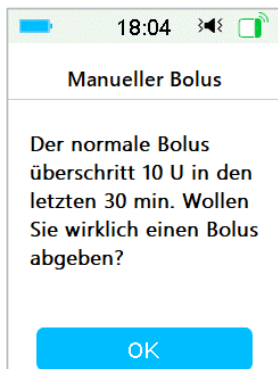 18:04
Manueller Bolus
Der normale Bolus
überschritt 10 U in den
letzten 30 min. Wollen
Sie wirklich einen Bolus
abgeben?
OK